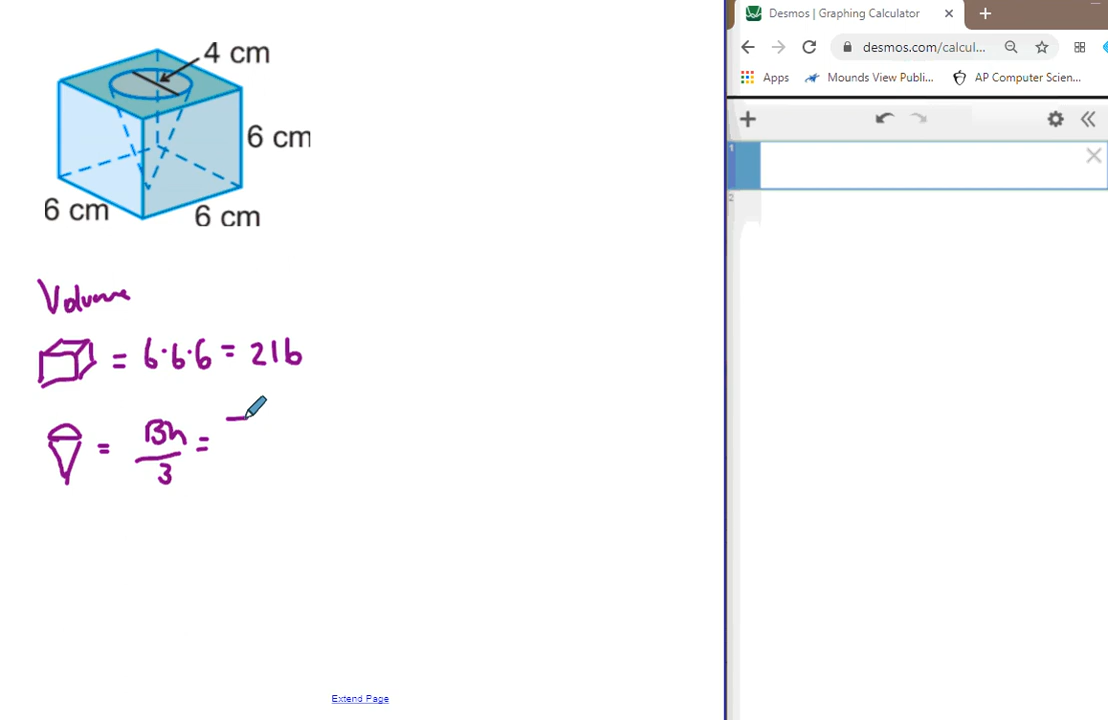 Desmos | Graphing Calculator
desmos.com/calcul...
Apps
Mounds View Publi...
AP Computer Scien...
4 cm
6 cm
6 cm
6 cm
1
2
Volume
= 6·6·6 = 216
= Bh/3 =
Extend Page